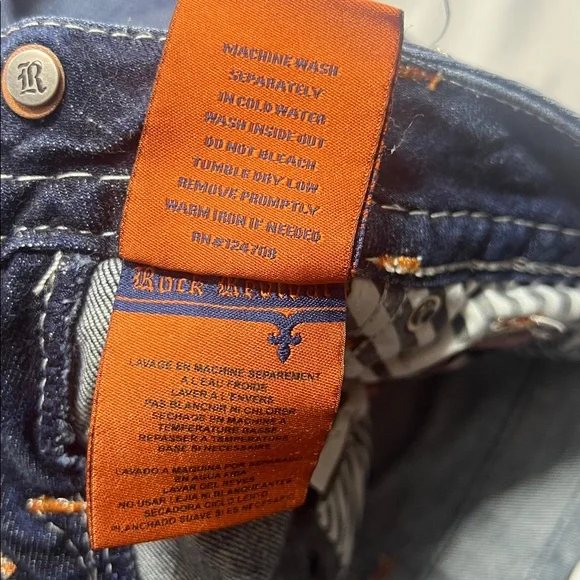 R
MACHINE WASH
SEPARATELY
IN COLD WATER
WASH INSIDE OUT
DO NOT BLEACH
TUMBLE DRY LOW
REMOVE PROMPTLY
WARM IRON IF NEEDED
RN#124708
ROCK
LAVAGE EN MACHINE SEPAREMENT
A L'EAU FROIDE
LAVER A L'ENVERS
PAS BLANCHIR NI CHLORER
SECHAGE EN MACHINE A
TEMPERATURE BASSE
REPASSER A TEMPERATURE
BASE SI NECESSAIRE
LAVADO A MAQUINA POR
EN AGUA FRIA
LAVAR DEL REVES
NO USAR LEJIA NI BLANQUEANTES
SECADORA CICLO LENTO
PLANCHADO SUAVE SI ES NECESARIO